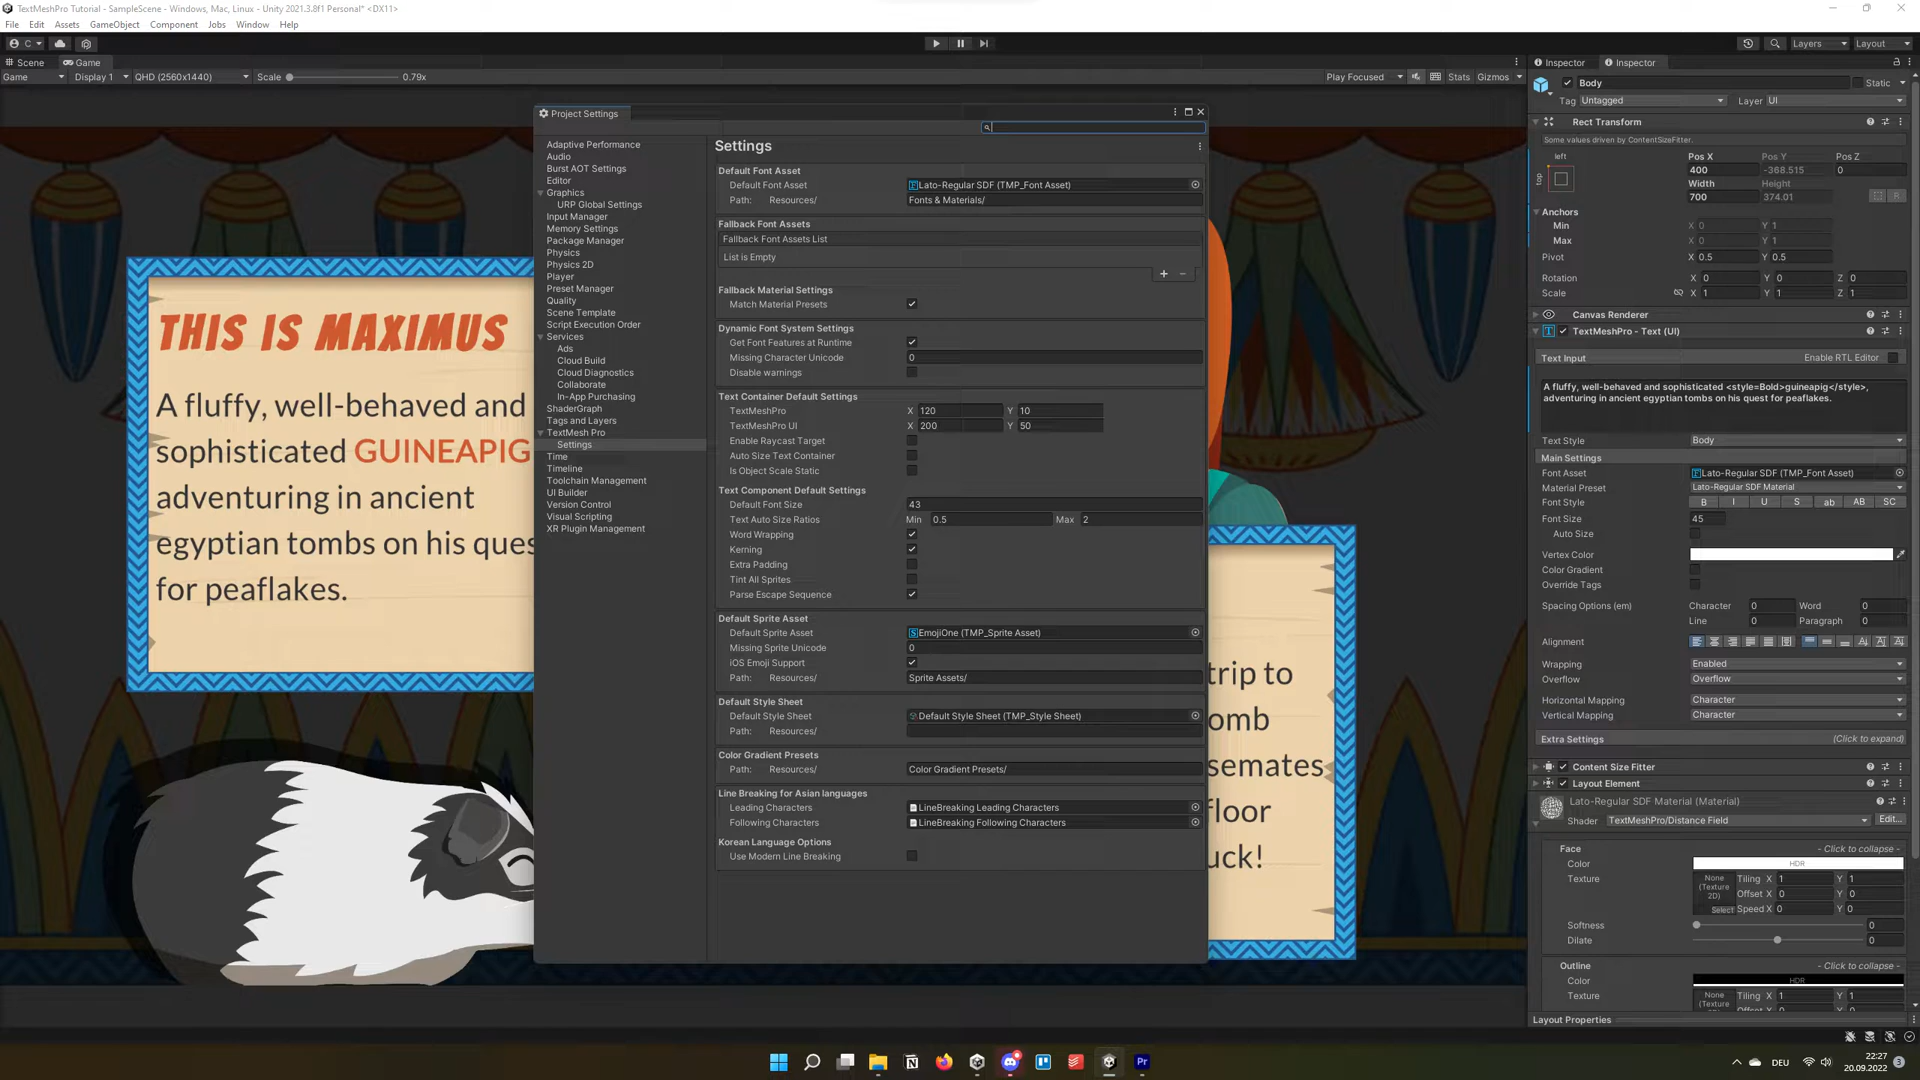 TextMeshPro Tutorial - SampleScene - Windows, Mac, Linux - Unity 2021.3.8f1 Personal* <DX11>
File Edit Assets GameObject Component Jobs Window Help
C
Layers Layout
Scene Game
Game Display 1 QHD (2560x1440) Scale 0.79x Play Focused Stats Gizmos
Project Settings
Adaptive Performance
Audio
Burst AOT Settings
Editor
Graphics
URP Global Settings
Input Manager
Memory Settings
Package Manager
Physics
Physics 2D
Player
Preset Manager
Quality
Scene Template
Script Execution Order
Services
Ads
Cloud Build
Cloud Diagnostics
Collaborate
In-App Purchasing
ShaderGraph
Tags and Layers
TextMesh Pro
Settings
Time
Timeline
Toolchain Management
UI Builder
Version Control
Visual Scripting
XR Plugin Management
Settings
Default Font Asset
Default Font Asset Lato-Regular SDF (TMP_Font Asset)
Path: Resources/ Fonts & Materials/
Fallback Font Assets
Fallback Font Assets List
List is Empty
Fallback Material Settings
Match Material Presets
Dynamic Font System Settings
Get Font Features at Runtime
Missing Character Unicode 0
Disable warnings
Text Container Default Settings
TextMeshPro X 120 Y 10
TextMeshPro UI X 200 Y 50
Enable Raycast Target
Auto Size Text Container
Is Object Scale Static
Text Component Default Settings
Default Font Size 43
Text Auto Size Ratios Min 0.5 Max 2
Word Wrapping
Kerning
Extra Padding
Tint All Sprites
Parse Escape Sequence
Default Sprite Asset
Default Sprite Asset EmojiOne (TMP_Sprite Asset)
Missing Sprite Unicode 0
iOS Emoji Support
Path: Resources/ Sprite Assets/
Default Style Sheet
Default Style Sheet Default Style Sheet (TMP_Style Sheet)
Path: Resources/
Color Gradient Presets
Path: Resources/ Color Gradient Presets/
Line Breaking for Asian languages
Leading Characters LineBreaking Leading Characters
Following Characters LineBreaking Following Characters
Korean Language Options
Use Modern Line Breaking
THIS IS MAXIMUS
A fluffy, well-behaved and
sophisticated GUINEAPIG
adventuring in ancient
egyptian tombs on his ques
for peaflakes.
trip to
omb
semates
floor
uck!
Inspector Inspector
Body Static
Tag Untagged Layer UI
Rect Transform
Some values driven by ContentSizeFitter.
left Pos X Pos Y Pos Z
top 400 -368.515 0
Width Height
700 374.01 R
Anchors
Min X 0 Y 1
Max X 0 Y 1
Pivot X 0.5 Y 0.5
Rotation X 0 Y 0 Z 0
Scale X 1 Y 1 Z 1
Canvas Renderer
TextMeshPro - Text (UI)
Text Input Enable RTL Editor
A fluffy, well-behaved and sophisticated <style=Bold>guineapig</style>,
adventuring in ancient egyptian tombs on his quest for peaflakes.
Text Style Body
Main Settings
Font Asset Lato-Regular SDF (TMP_Font Asset)
Material Preset Lato-Regular SDF Material
Font Style B I U S ab AB SC
Font Size 45
Auto Size
Vertex Color
Color Gradient
Override Tags
Spacing Options (em) Character 0 Word 0
Line 0 Paragraph 0
Alignment
Wrapping Enabled
Overflow Overflow
Horizontal Mapping Character
Vertical Mapping Character
Extra Settings (Click to expand)
Content Size Fitter
Layout Element
Lato-Regular SDF Material (Material)
Shader TextMeshPro/Distance Field Edit...
Face - Click to collapse -
Color HDR
Texture None (Texture 2D) Select Tiling X 1 Y 1
Offset X 0 Y 0
Speed X 0 Y 0
Softness 0
Dilate 0
Outline - Click to collapse -
Color HDR
Texture None (Texture Tiling X 1 Y 1
Layout Properties
DEU 22:27
20.09.2022 3